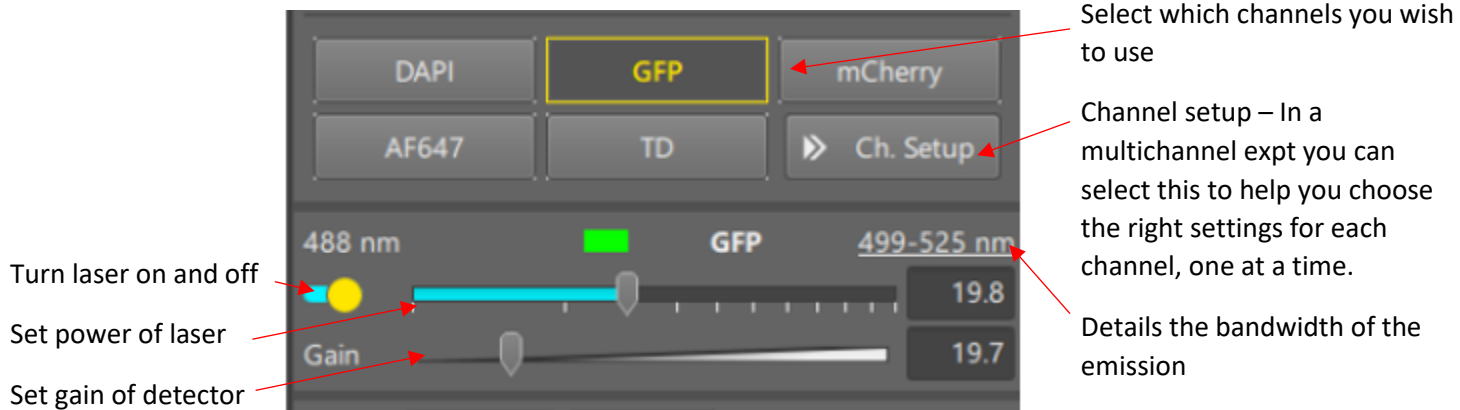 Select which channels you wish
to use
DAPI
GFP
mCherry
AF647
TD
Ch. Setup
Channel setup – In a
multichannel expt you can
select this to help you choose
the right settings for each
channel, one at a time.
488 nm
GFP
499-525 nm
Turn laser on and off
19.8
Set power of laser
Gain
19.7
Set gain of detector
Details the bandwidth of the
emission